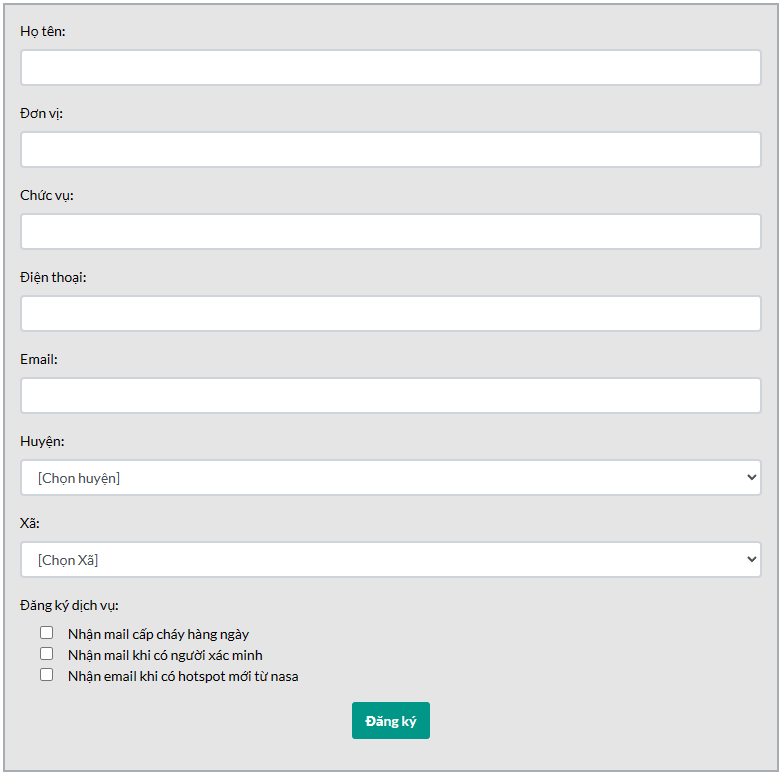 Họ tên:
Đơn vị:
Chức vụ:
Điện thoại:
Email:
Huyện:
[Chọn huyện]
Xã:
[Chọn Xã]
Đăng ký dịch vụ:
Nhận mail cấp cháy hàng ngày
Nhận mail khi có người xác minh
Nhận email khi có hotspot mới từ nasa
Đăng ký